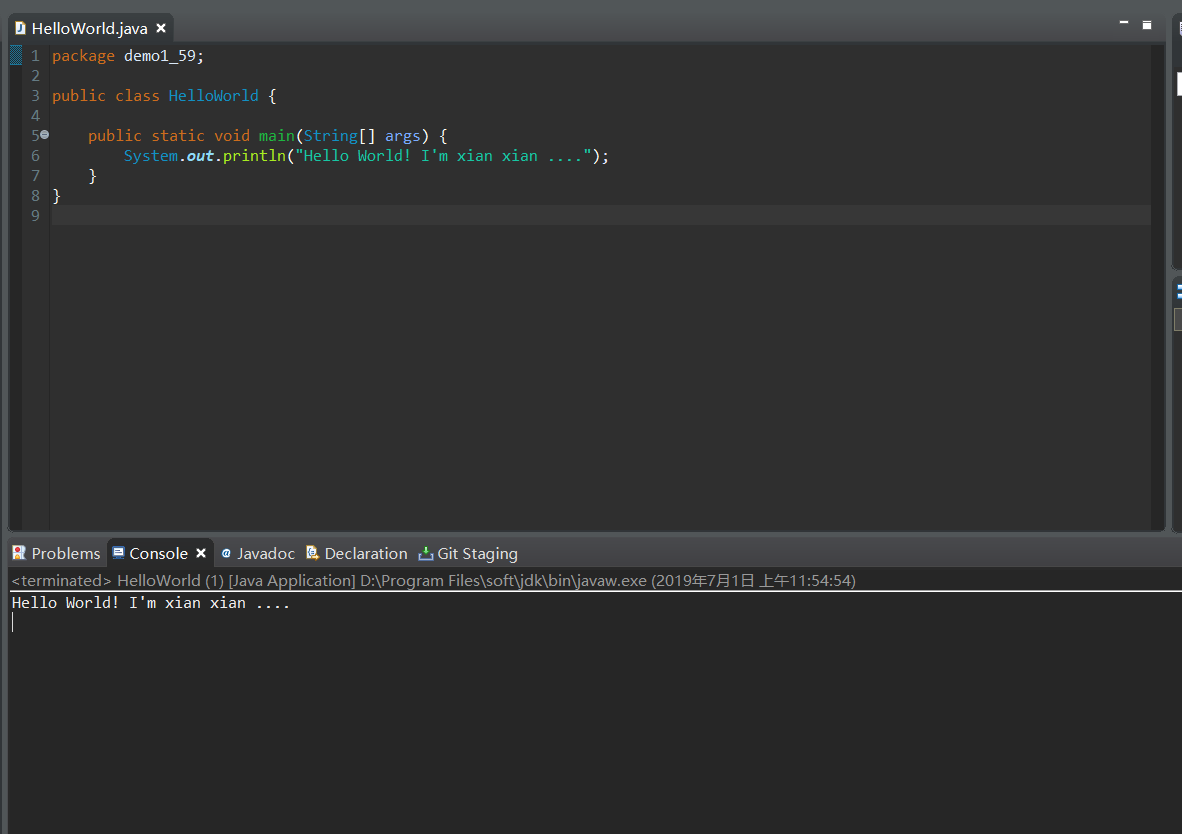 HelloWorld.java
1 package demo1_59;
2
3 public class HelloWorld {
4
5 public static void main(String[] args) {
6 System.out.println("Hello World! I'm xian xian ....");
7 }
8 }
9
Problems Console Javadoc Declaration Git Staging
<terminated> HelloWorld (1) [Java Application] D:\Program Files\soft\jdk\bin\javaw.exe (2019年7月1日 上午11:54:54)
Hello World! I'm xian xian ....